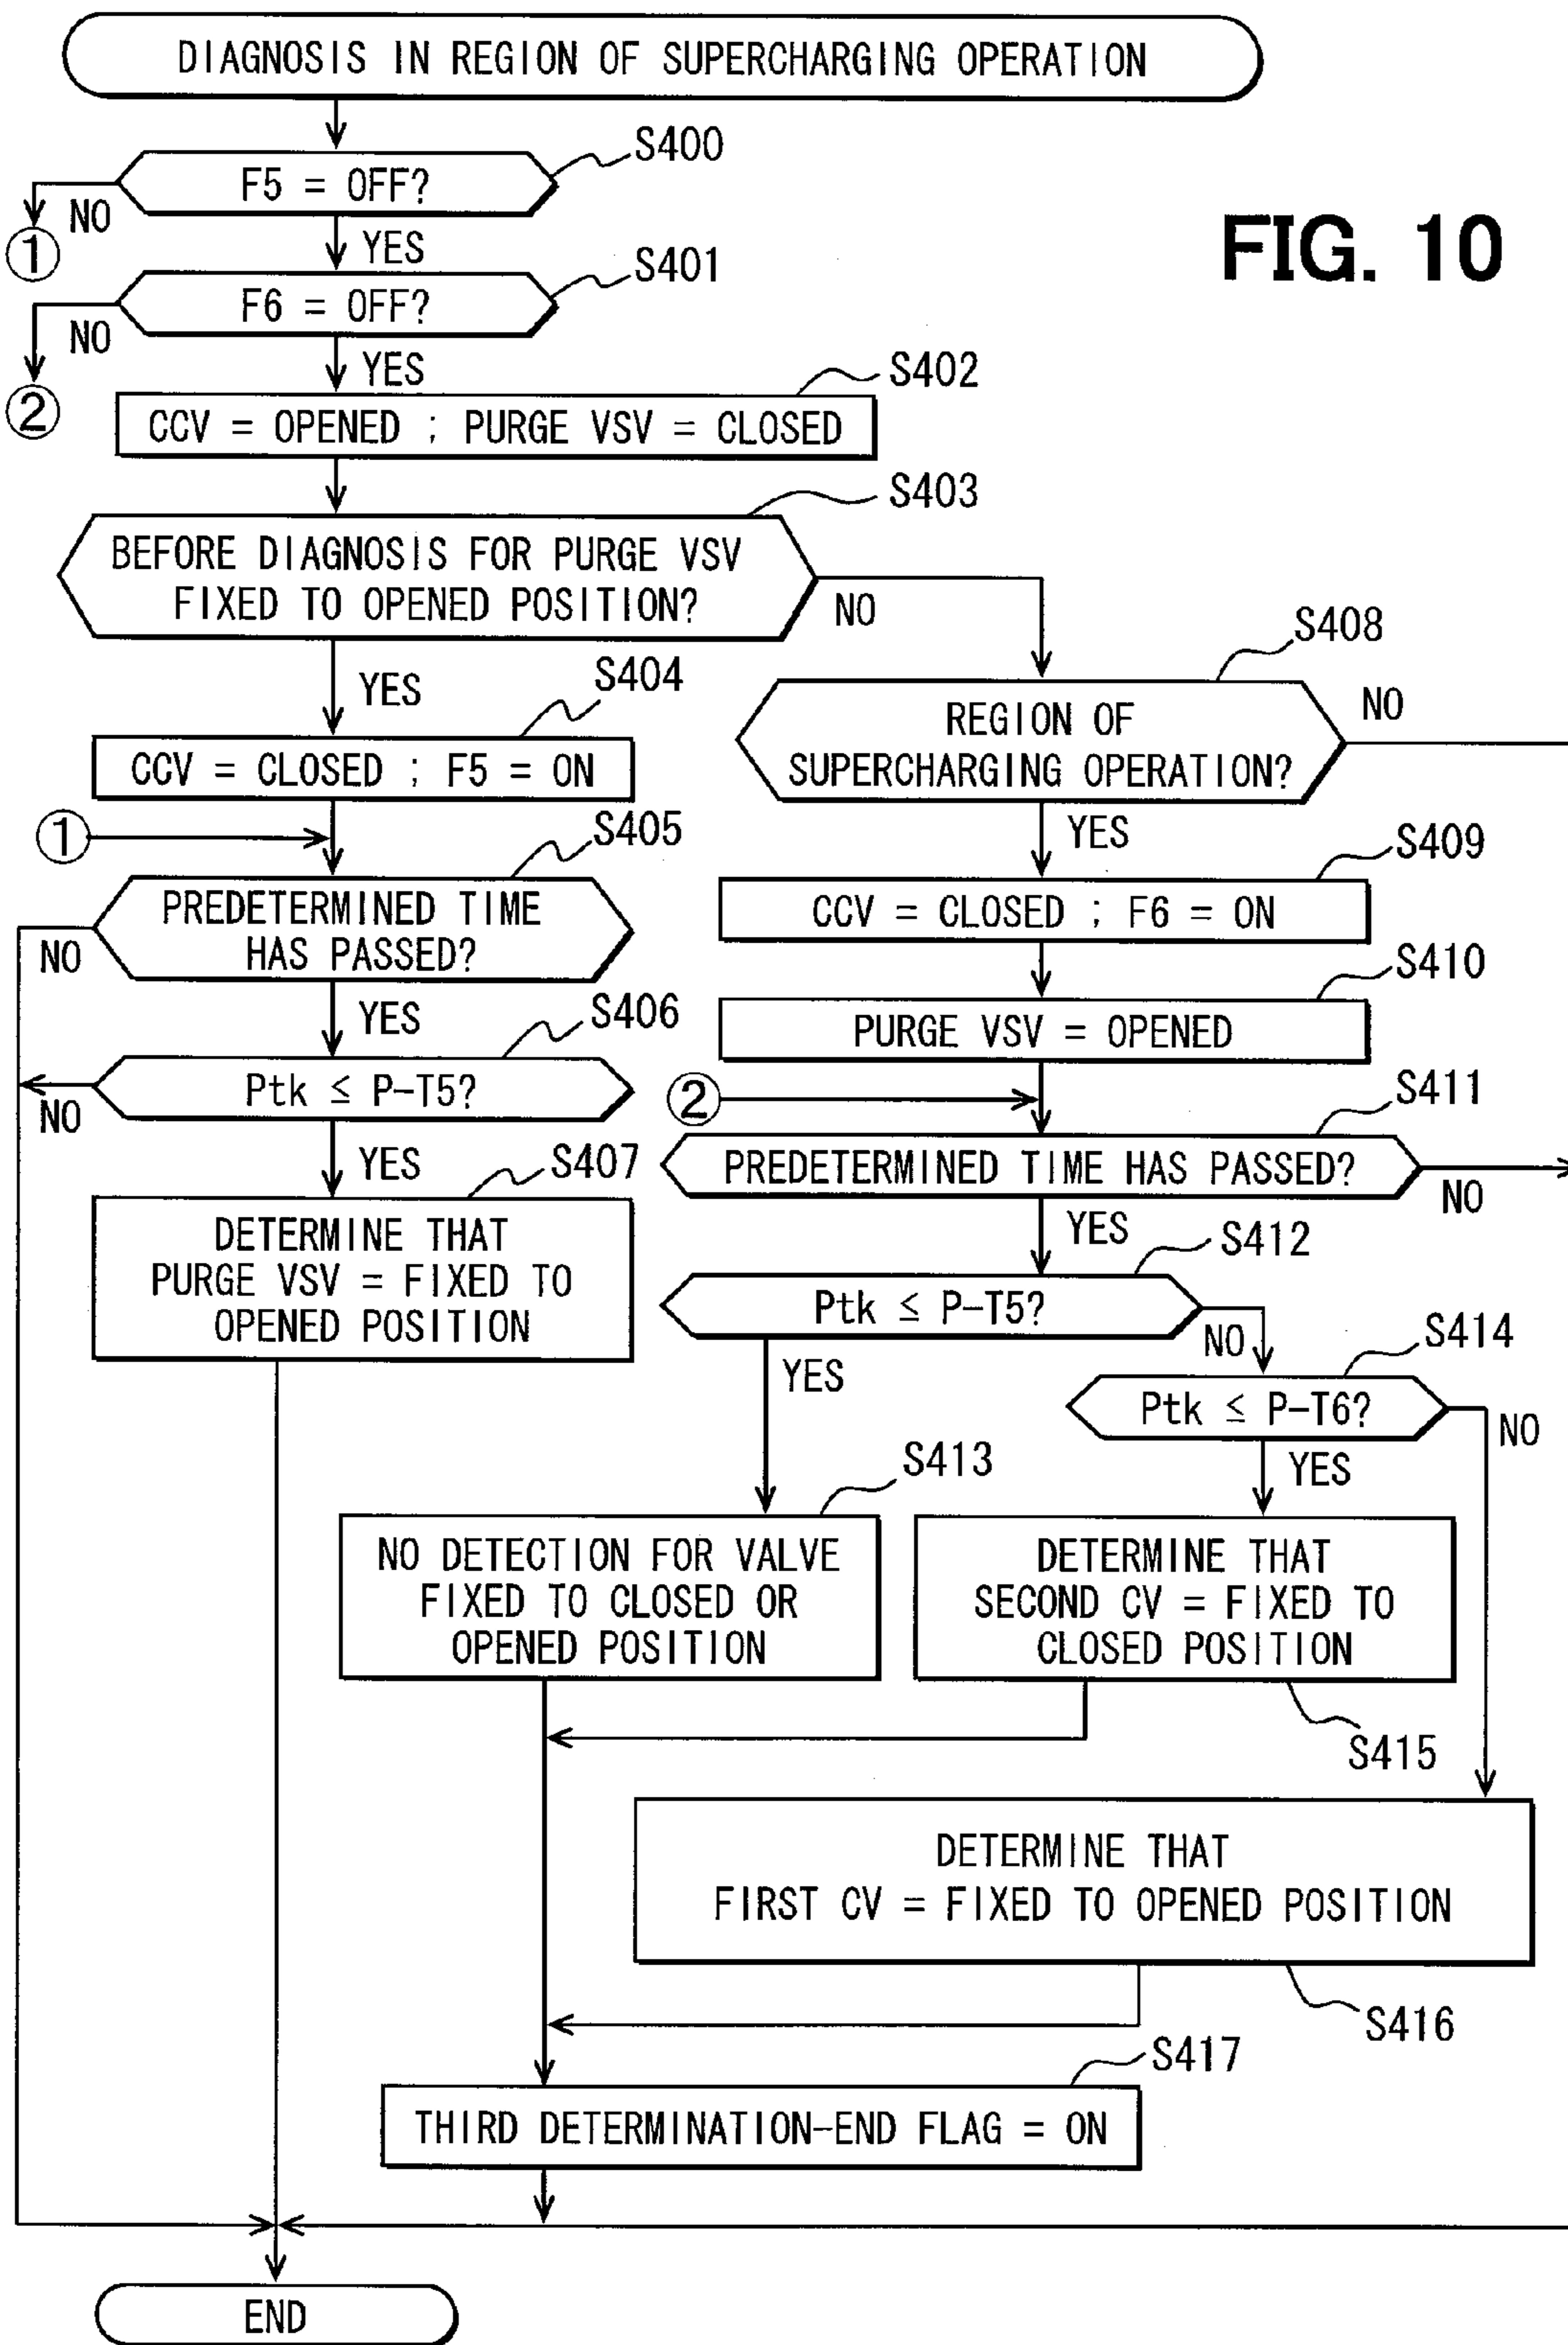 DIAGNOSIS IN REGION OF SUPERCHARGING OPERATION
S400
F5 = OFF?
NO
1
YES
FIG. 10
S401
F6 = OFF?
NO
2
YES
S402
CCV = OPENED ; PURGE VSV = CLOSED
S403
BEFORE DIAGNOSIS FOR PURGE VSV
FIXED TO OPENED POSITION?
NO
YES
S404
CCV = CLOSED ; F5 = ON
1
S405
PREDETERMINED TIME
HAS PASSED?
NO
YES
S406
Ptk ≤ P-T5?
NO
YES
S407
DETERMINE THAT
PURGE VSV = FIXED TO
OPENED POSITION
S408
REGION OF
SUPERCHARGING OPERATION?
NO
YES
S409
CCV = CLOSED ; F6 = ON
S410
PURGE VSV = OPENED
2
S411
PREDETERMINED TIME HAS PASSED?
NO
YES
S412
Ptk ≤ P-T5?
NO
YES
S414
Ptk ≤ P-T6?
NO
YES
S413
NO DETECTION FOR VALVE
FIXED TO CLOSED OR
OPENED POSITION
DETERMINE THAT
SECOND CV = FIXED TO
CLOSED POSITION
S415
DETERMINE THAT
FIRST CV = FIXED TO OPENED POSITION
S416
S417
THIRD DETERMINATION-END FLAG = ON
END